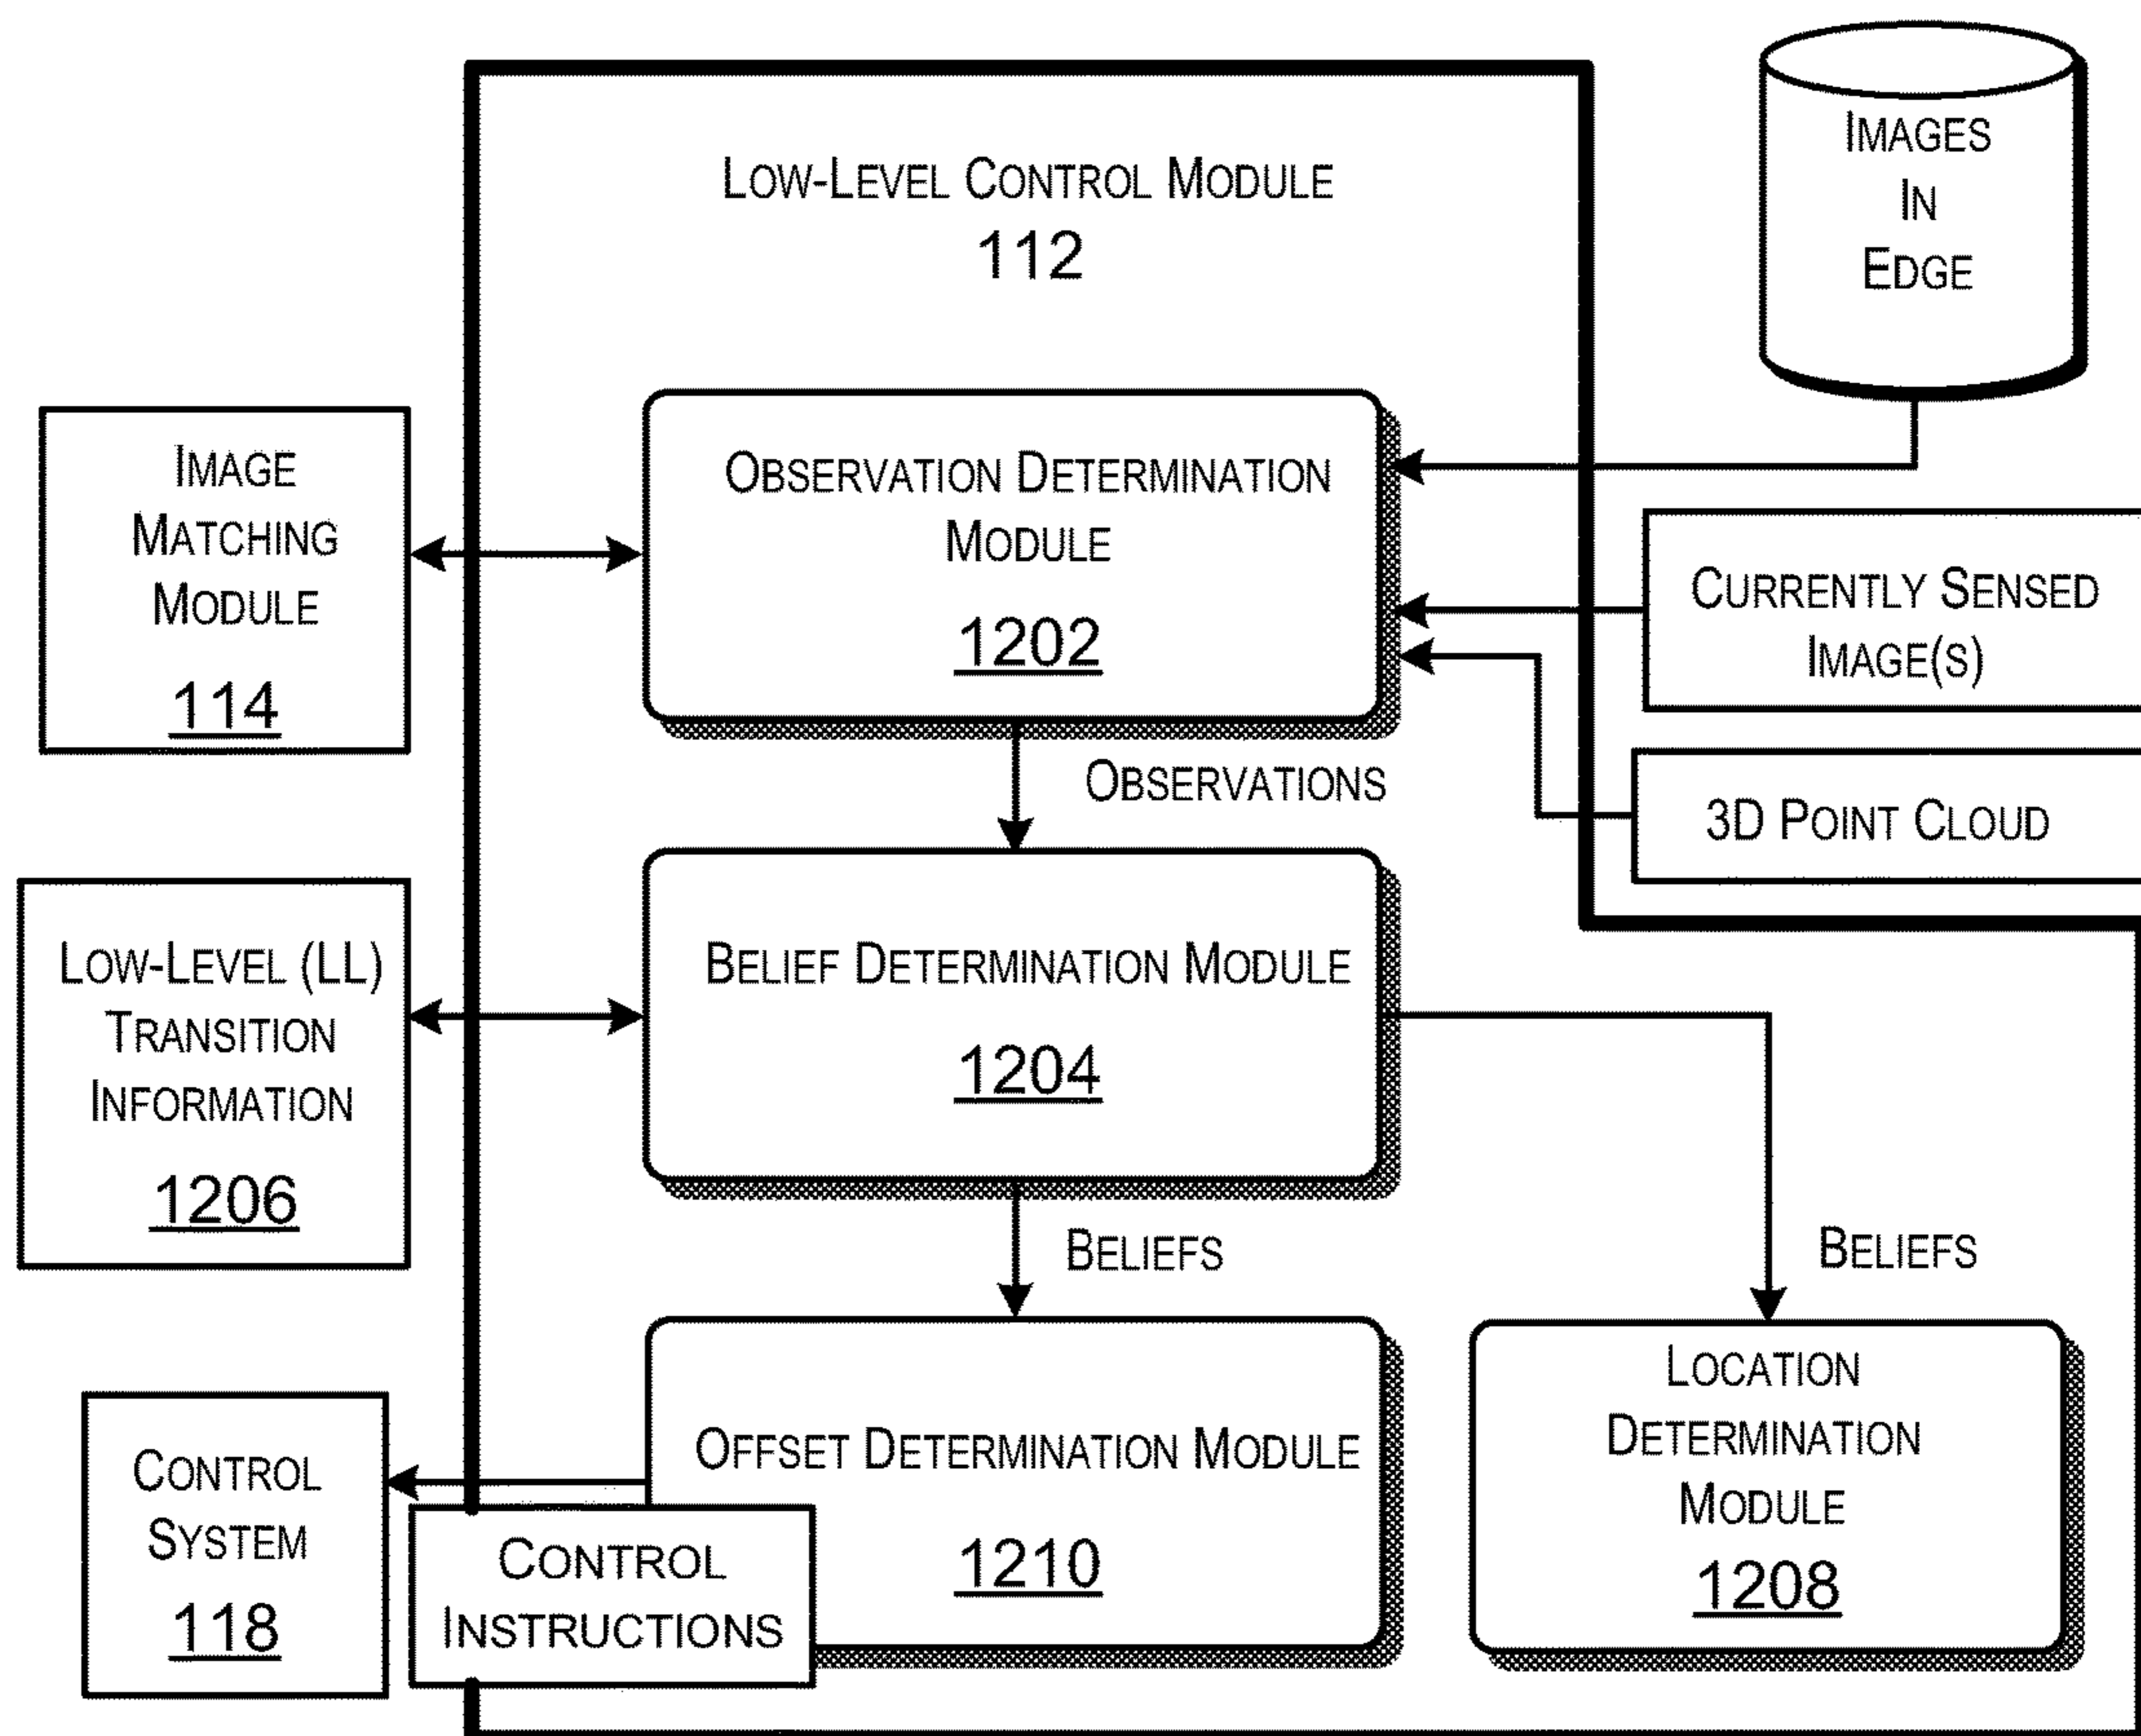 Low-Level Control Module
112
Images
In
Edge
Image
Matching
Module
114
Observation Determination
Module
1202
Currently Sensed
Image(s)
3D Point Cloud
Observations
Low-Level (LL)
Transition
Information
1206
Belief Determination Module
1204
Beliefs
Beliefs
Control
System
118
Control
Instructions
Offset Determination Module
1210
Location
Determination
Module
1208